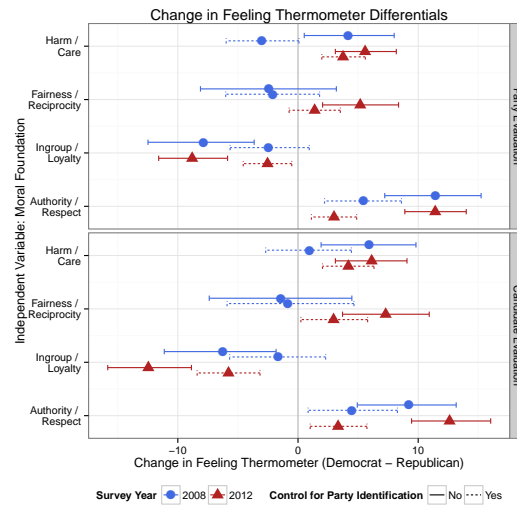 Change in Feeling Thermometer Differentials
Independent Variable: Moral Foundation
Harm /
Care
Fairness /
Reciprocity
Ingroup /
Loyalty
Authority /
Respect
Party Evaluation
Harm /
Care
Fairness /
Reciprocity
Ingroup /
Loyalty
Authority /
Respect
Candidate Evaluation
−10 0 10
Change in Feeling Thermometer (Democrat − Republican)
Survey Year 2008 2012 Control for Party Identification No Yes